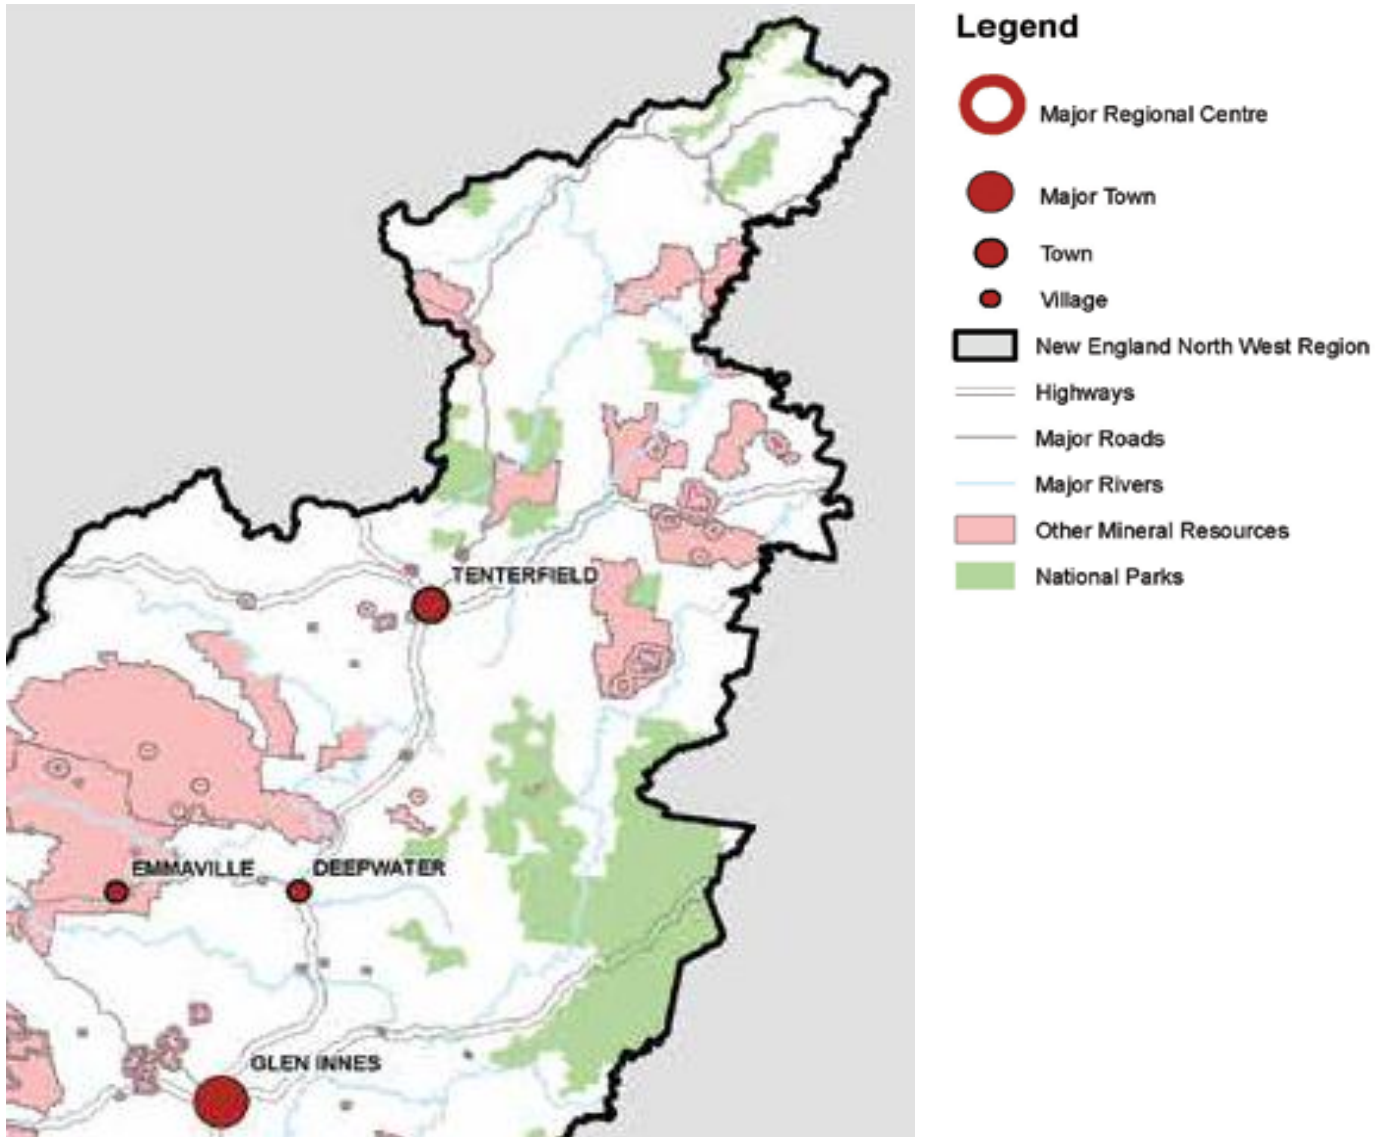 Legend
Major Regional Centre
Major Town
Town
Village
New England North West Region
Highways
Major Roads
Major Rivers
Other Mineral Resources
National Parks
TENTERFIELD
EMMAVILLE
DEEPWATER
GLEN INNES